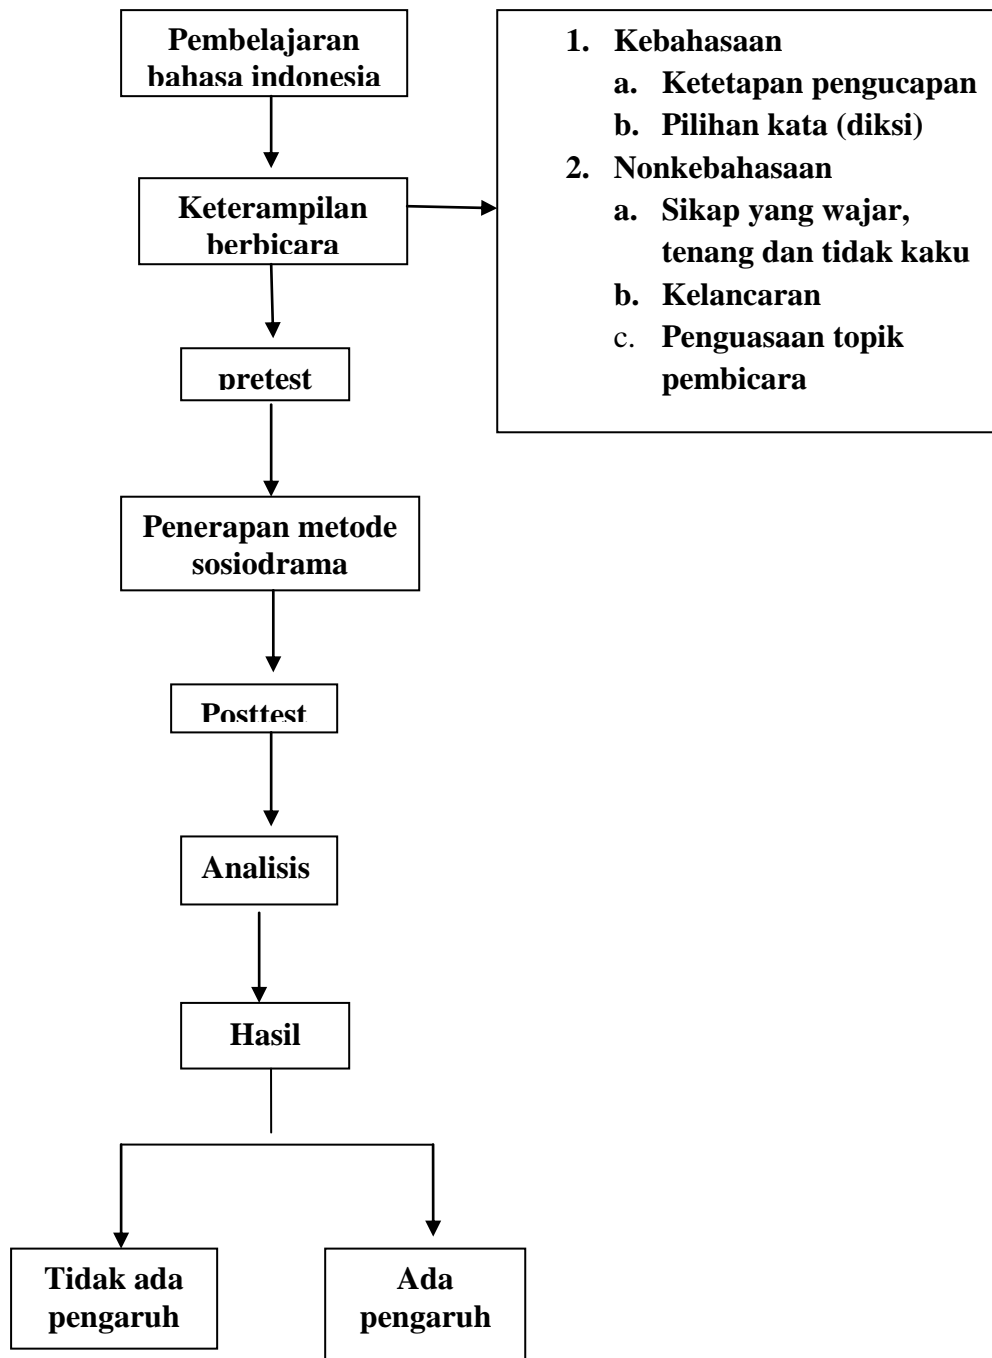 Pembelajaran
bahasa indonesia
1. Kebahasaan
a. Ketetapan pengucapan
b. Pilihan kata (diksi)
2. Nonkebahasaan
a. Sikap yang wajar,
tenang dan tidak kaku
b. Kelancaran
c. Penguasaan topik
pembicara
Keterampilan
berbicara
pretest
Penerapan metode
sosiodrama
Posttest
Analisis
Hasil
Tidak ada
pengaruh
Ada
pengaruh